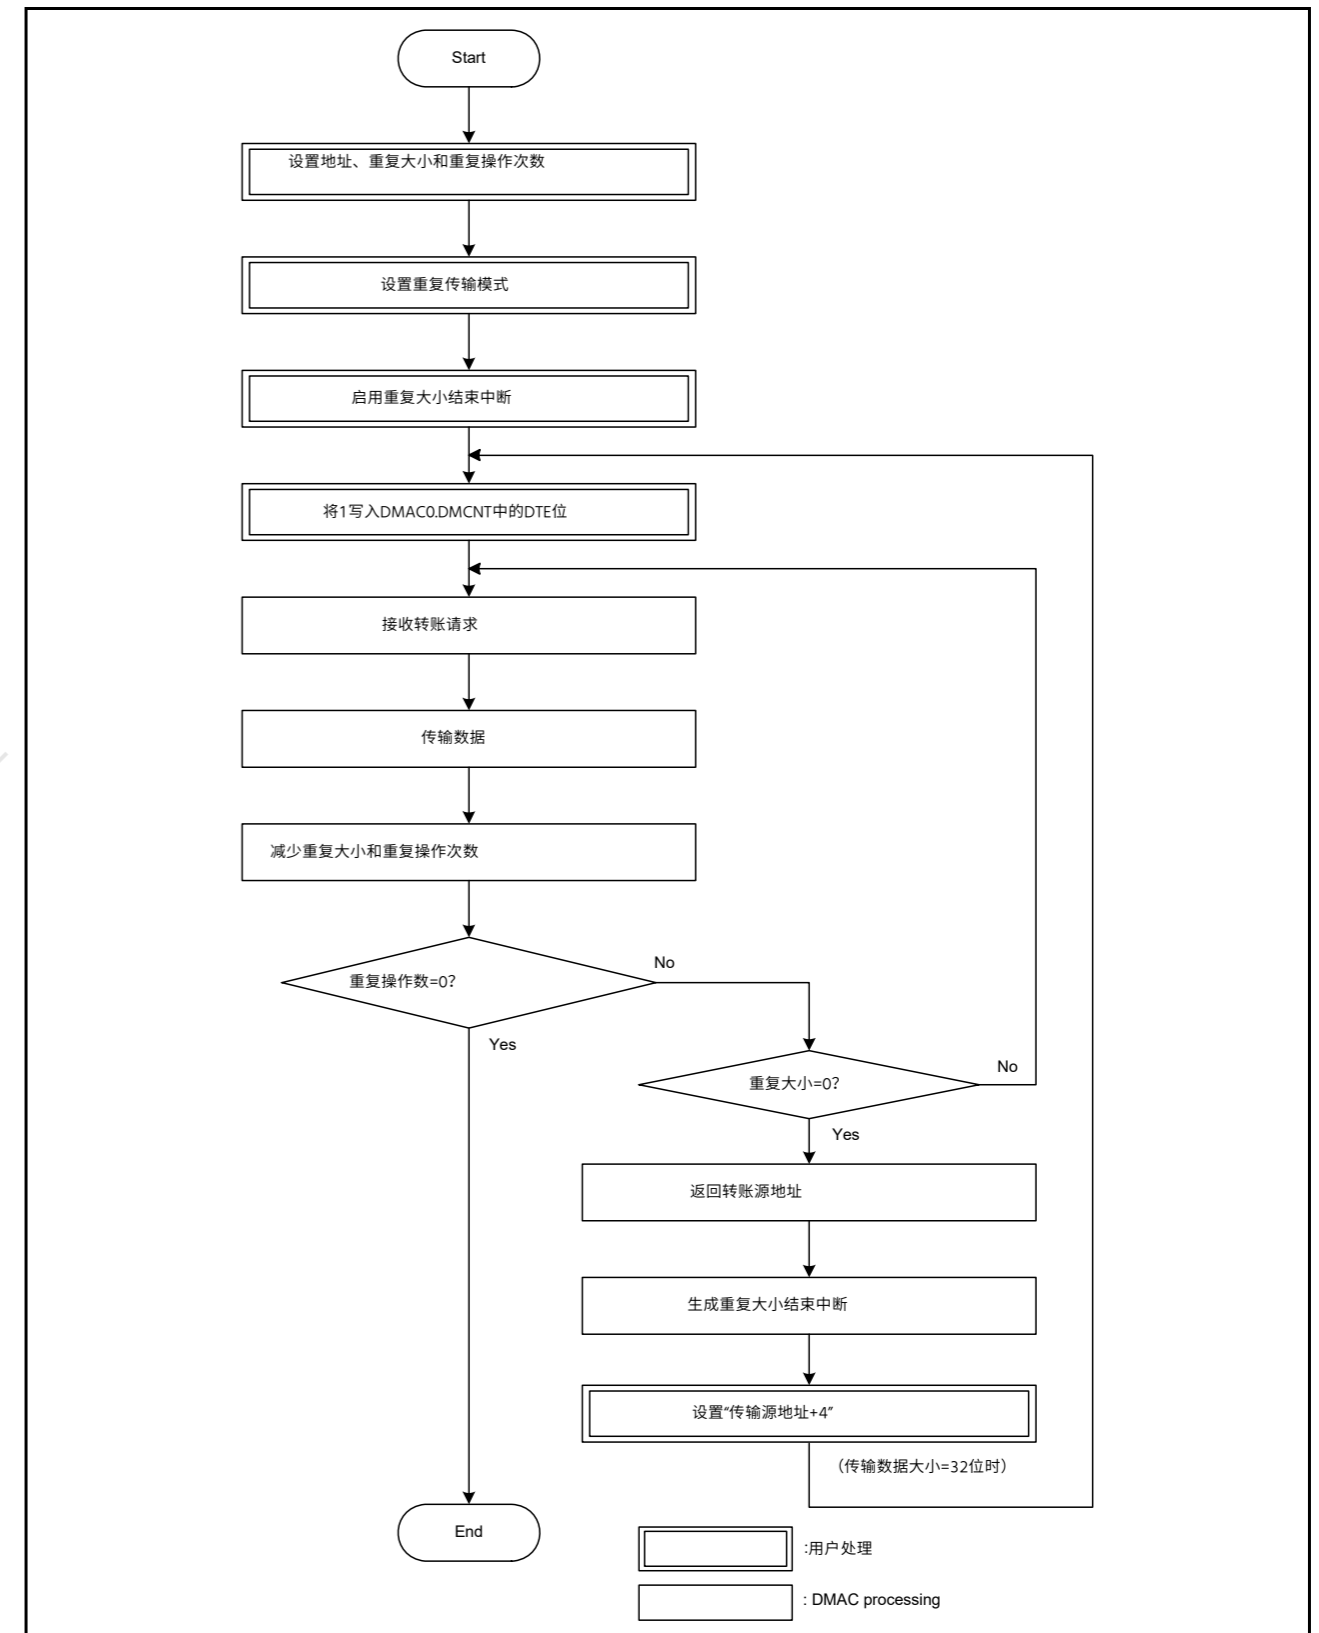 Start
设置地址、重复大小和重复操作次数
设置重复传输模式
启用重复大小结束中断
将1写入DMAC0.DMCNT中的DTE位
接收转账请求
传输数据
减少重复大小和重复操作次数
重复操作数=0?
No
Yes
重复大小=0?
No
Yes
返回转账源地址
生成重复大小结束中断
设置“传输源地址+4”
（传输数据大小=32位时）
End
:用户处理
: DMAC processing